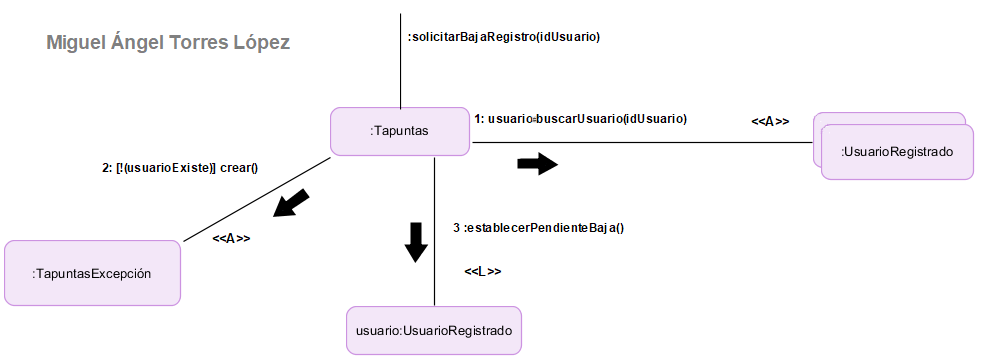 :solicitarBajaRegistro(idUsuario)
Miguel Ángel Torres López
:Tapuntas
1: usuario=buscarUsuario(idUsuario)
<<A>>
:UsuarioRegistrado
2: [!(usuarioExiste)] crear()
<<A>>
3 :establecerPendienteBaja()
:TapuntasExcepción
<<L>>
usuario:UsuarioRegistrado